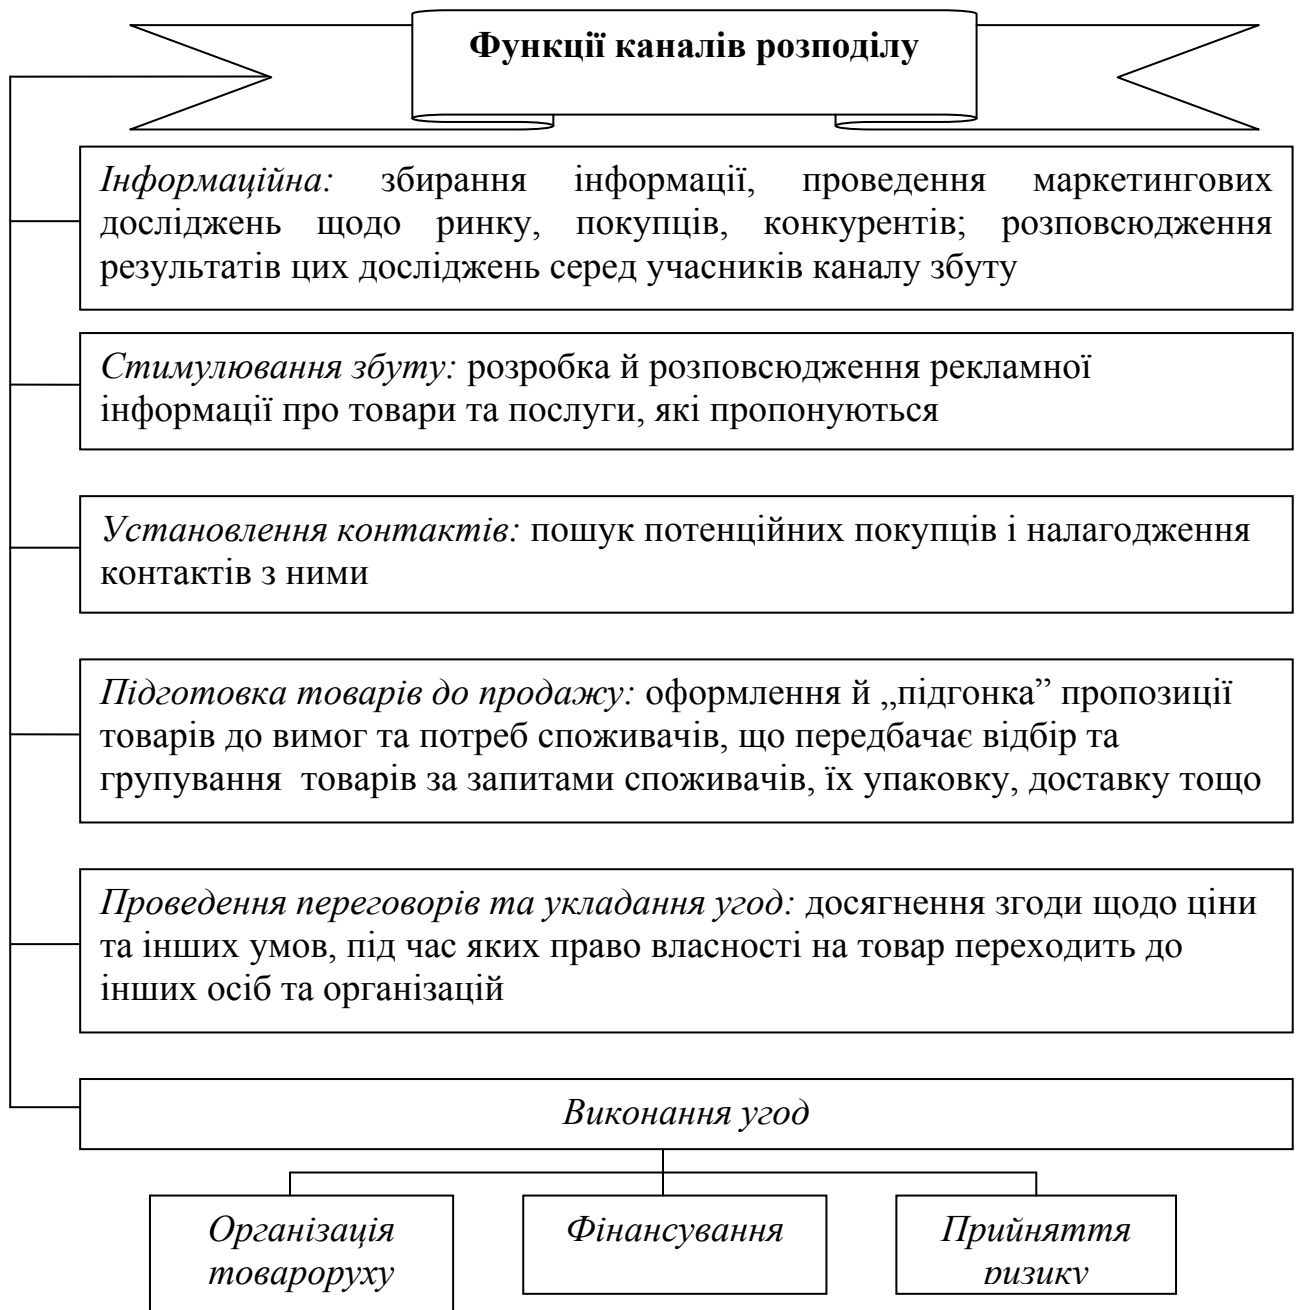 Функції каналів розподілу
Інформаційна: збирання інформації, проведення маркетингових
досліджень щодо ринку, покупців, конкурентів; розповсюдження
результатів цих досліджень серед учасників каналу збуту
Стимулювання збуту: розробка й розповсюдження рекламної
інформації про товари та послуги, які пропонуються
Установлення контактів: пошук потенційних покупців і налагодження
контактів з ними
Підготовка товарів до продажу: оформлення й „підгонка” пропозиції
товарів до вимог та потреб споживачів, що передбачає відбір та
групування товарів за запитами споживачів, їх упаковку, доставку тощо
Проведення переговорів та укладання угод: досягнення згоди щодо ціни
та інших умов, під час яких право власності на товар переходить до
інших осіб та організацій
Виконання угод
Організація
товароруху
Фінансування
Прийняття
ризику